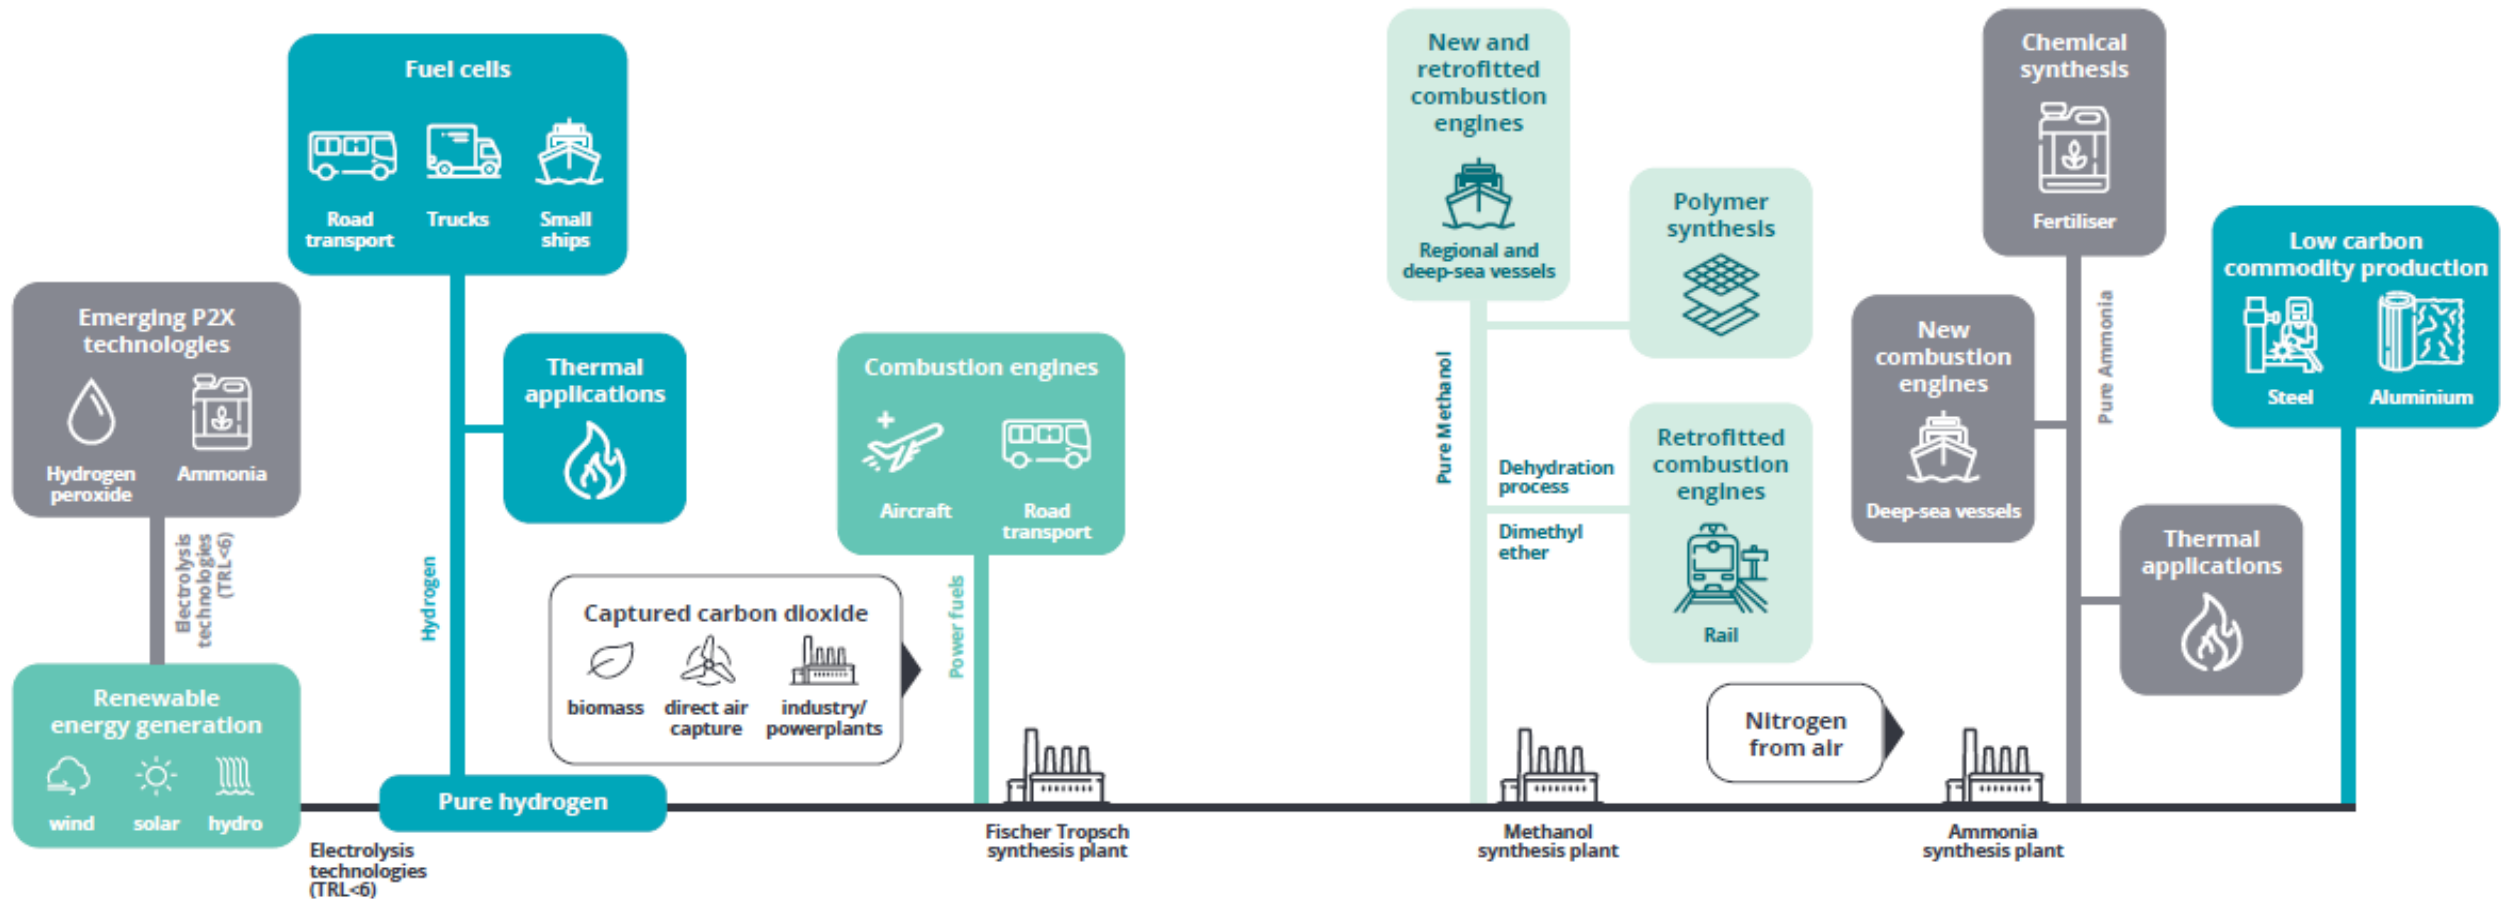 Fuel cells
Road
transport
Trucks
Small
ships
Emerging P2X
technologies
Hydrogen
peroxide
Ammonia
Electrolysis
technologies
(TRL<6)
Renewable
energy generation
wind
solar
hydro
Electrolysis
technologies
(TRL<6)
Hydrogen
Pure hydrogen
Thermal
applications
Captured carbon dioxide
biomass
direct air
capture
industry/
powerplants
Combustion engines
Aircraft
Road
transport
Power fuels
Fischer Tropsch
synthesis plant
New and
retrofitted
combustion
engines
Regional and
deep-sea vessels
Pure Methanol
Polymer
synthesis
Dehydration
process
Dimethyl
ether
Retrofitted
combustion
engines
Rail
Methanol
synthesis plant
Nitrogen
from air
Ammonia
synthesis plant
Chemical
synthesis
Fertiliser
New
combustion
engines
Deep-sea vessels
Pure Ammonia
Thermal
applications
Low carbon
commodity production
Steel
Aluminium